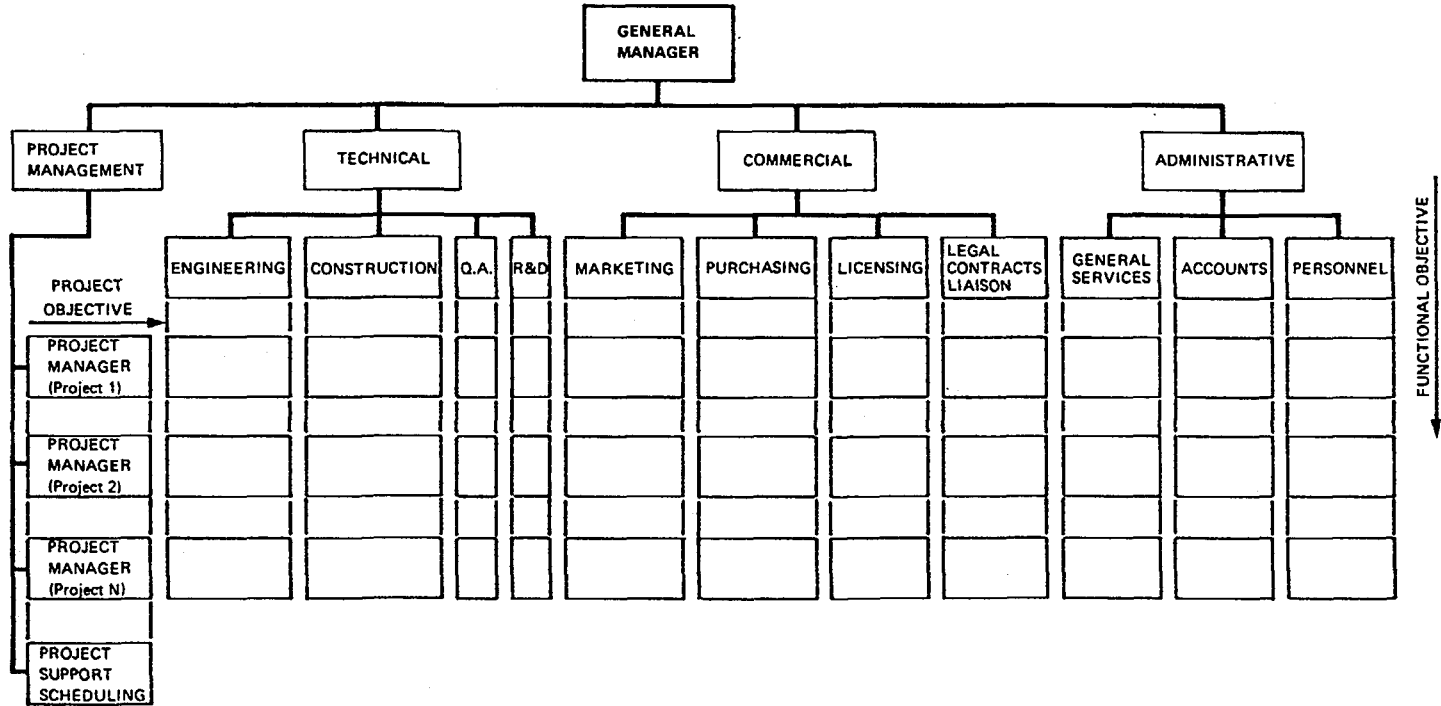 GENERAL
MANAGER
PROJECT
MANAGEMENT
TECHNICAL
COMMERCIAL
ADMINISTRATIVE
ENGINEERING
CONSTRUCTION
Q.A.
R&D
MARKETING
PURCHASING
LICENSING
LEGAL
CONTRACTS
LIAISON
GENERAL
SERVICES
ACCOUNTS
PERSONNEL
FUNCTIONAL OBJECTIVE
PROJECT
OBJECTIVE
PROJECT
MANAGER
(Project 1)
PROJECT
MANAGER
(Project 2)
PROJECT
MANAGER
(Project N)
PROJECT
SUPPORT
SCHEDULING